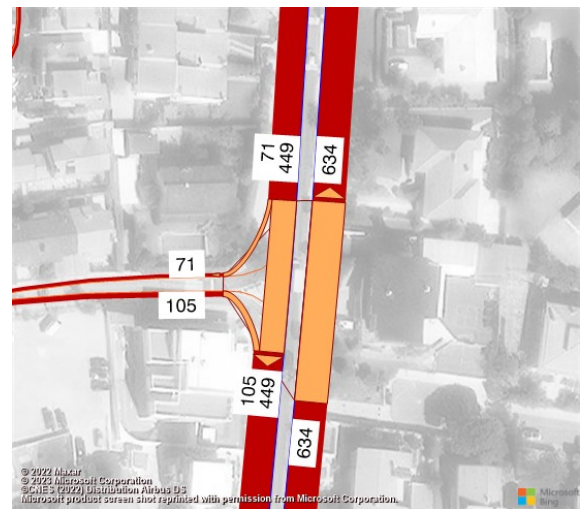 71
449
634
71
105
105
449
634
© 2022 Maxar
© 2023 Microsoft Corporation
©CNES (2022) Distribution Airbus DS
Microsoft product screen shot reprinted with permission from Microsoft Corporation.
Microsoft
Bing